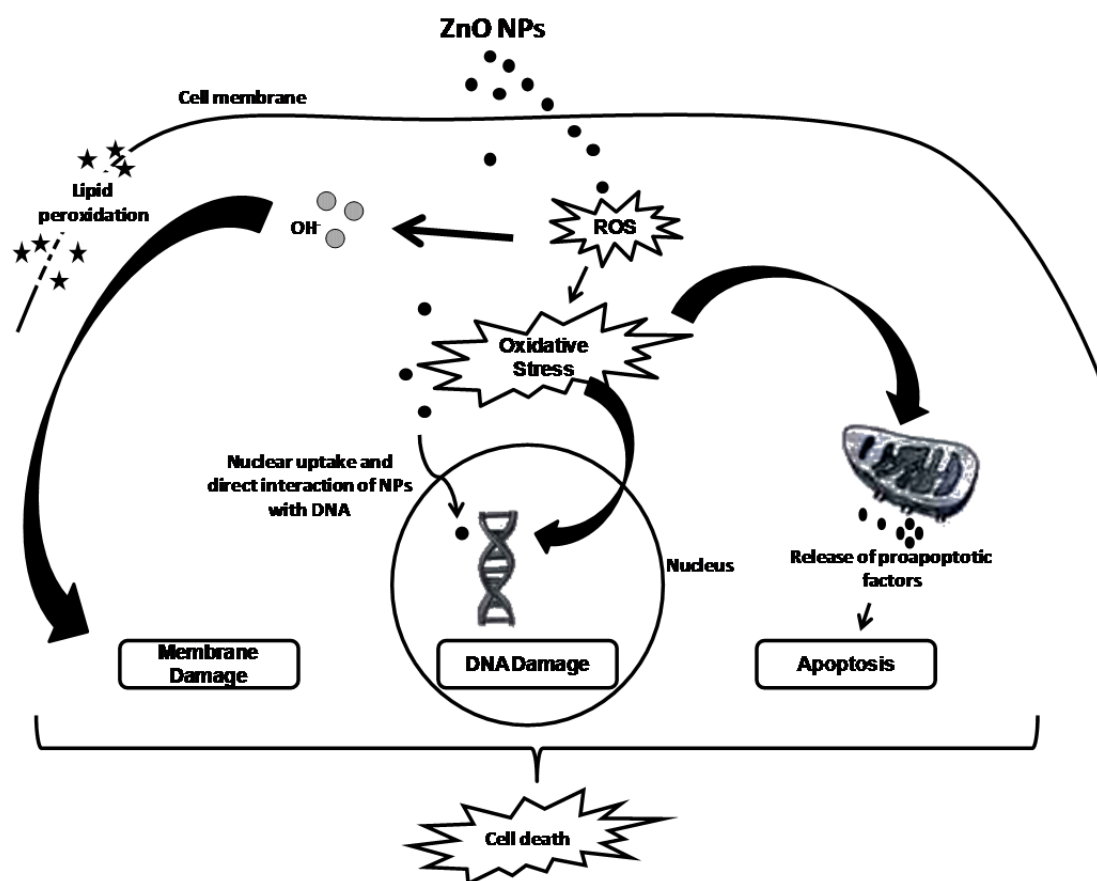 ZnO NPs
Cell membrane
Lipid
peroxidation
OH-
ROS
Oxidative
Stress
Nuclear uptake and
direct interaction of NPs
with DNA
Nucleus
Release of proapoptotic
factors
Membrane
Damage
DNA Damage
Apoptosis
Cell death